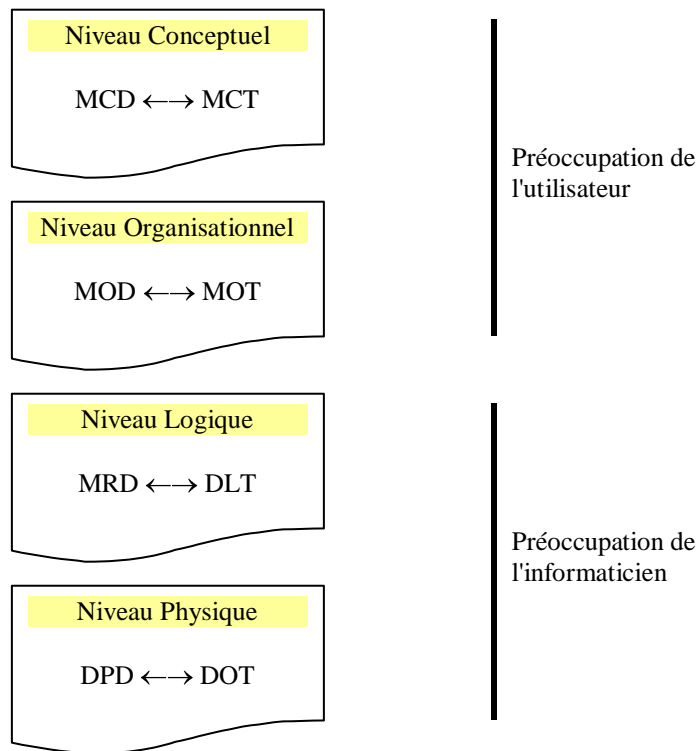 Niveau Conceptuel
MCD ←→ MCT
Préoccupation de
l'utilisateur
Niveau Organisationnel
MOD ←→ MOT
Niveau Logique
MRD ←→ DLT
Préoccupation de
l'informaticien
Niveau Physique
DPD ←→ DOT